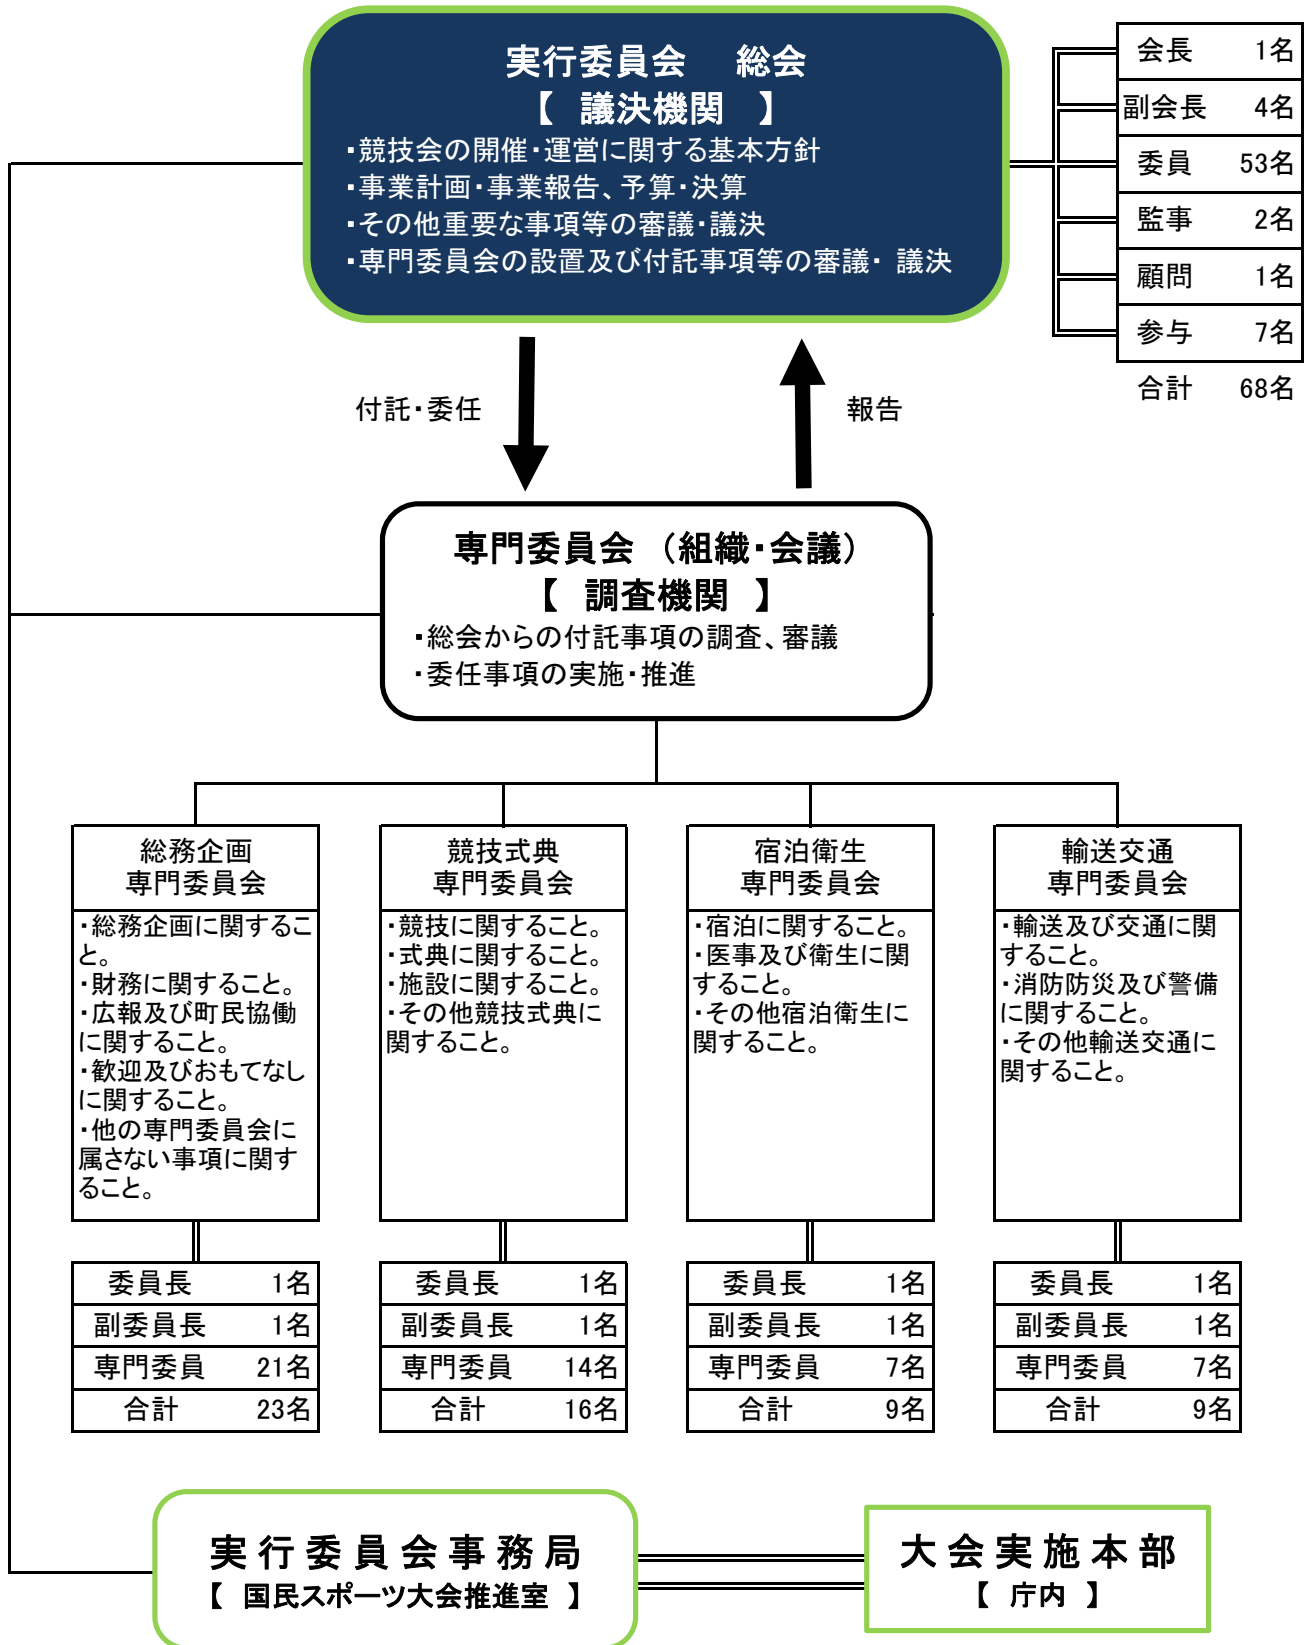 実行委員会　総会
【　議決機関　】
・競技会の開催・運営に関する基本方針
・事業計画・事業報告、予算・決算
・その他重要な事項等の審議・議決
・専門委員会の設置及び付託事項等の審議・ 議決
会長　1名
副会長　4名
委員　53名
監事　2名
顧問　1名
参与　7名
合計　68名
付託・委任
報告
専門委員会　（組織・会議）
【　調査機関　】
・総会からの付託事項の調査、審議
・委任事項の実施・推進
総務企画
専門委員会
・総務企画に関するこ
と。
・財務に関すること。
・広報及び町民協働
に関すること。
・歓迎及びおもてなし
に関すること。
・他の専門委員会に
属さない事項に関す
ること。
委員長　1名
副委員長　1名
専門委員　21名
合計　23名
競技式典
専門委員会
・競技に関すること。
・式典に関すること。
・施設に関すること。
・その他競技式典に
関すること。
委員長　1名
副委員長　1名
専門委員　14名
合計　16名
宿泊衛生
専門委員会
・宿泊に関すること。
・医事及び衛生に関
すること。
・その他宿泊衛生に
関すること。
委員長　1名
副委員長　1名
専門委員　7名
合計　9名
輸送交通
専門委員会
・輸送及び交通に関
すること。
・消防防災及び警備
に関すること。
・その他輸送交通に
関すること。
委員長　1名
副委員長　1名
専門委員　7名
合計　9名
実行委員会事務局
【　国民スポーツ大会推進室　】
大会実施本部
【　庁内　】